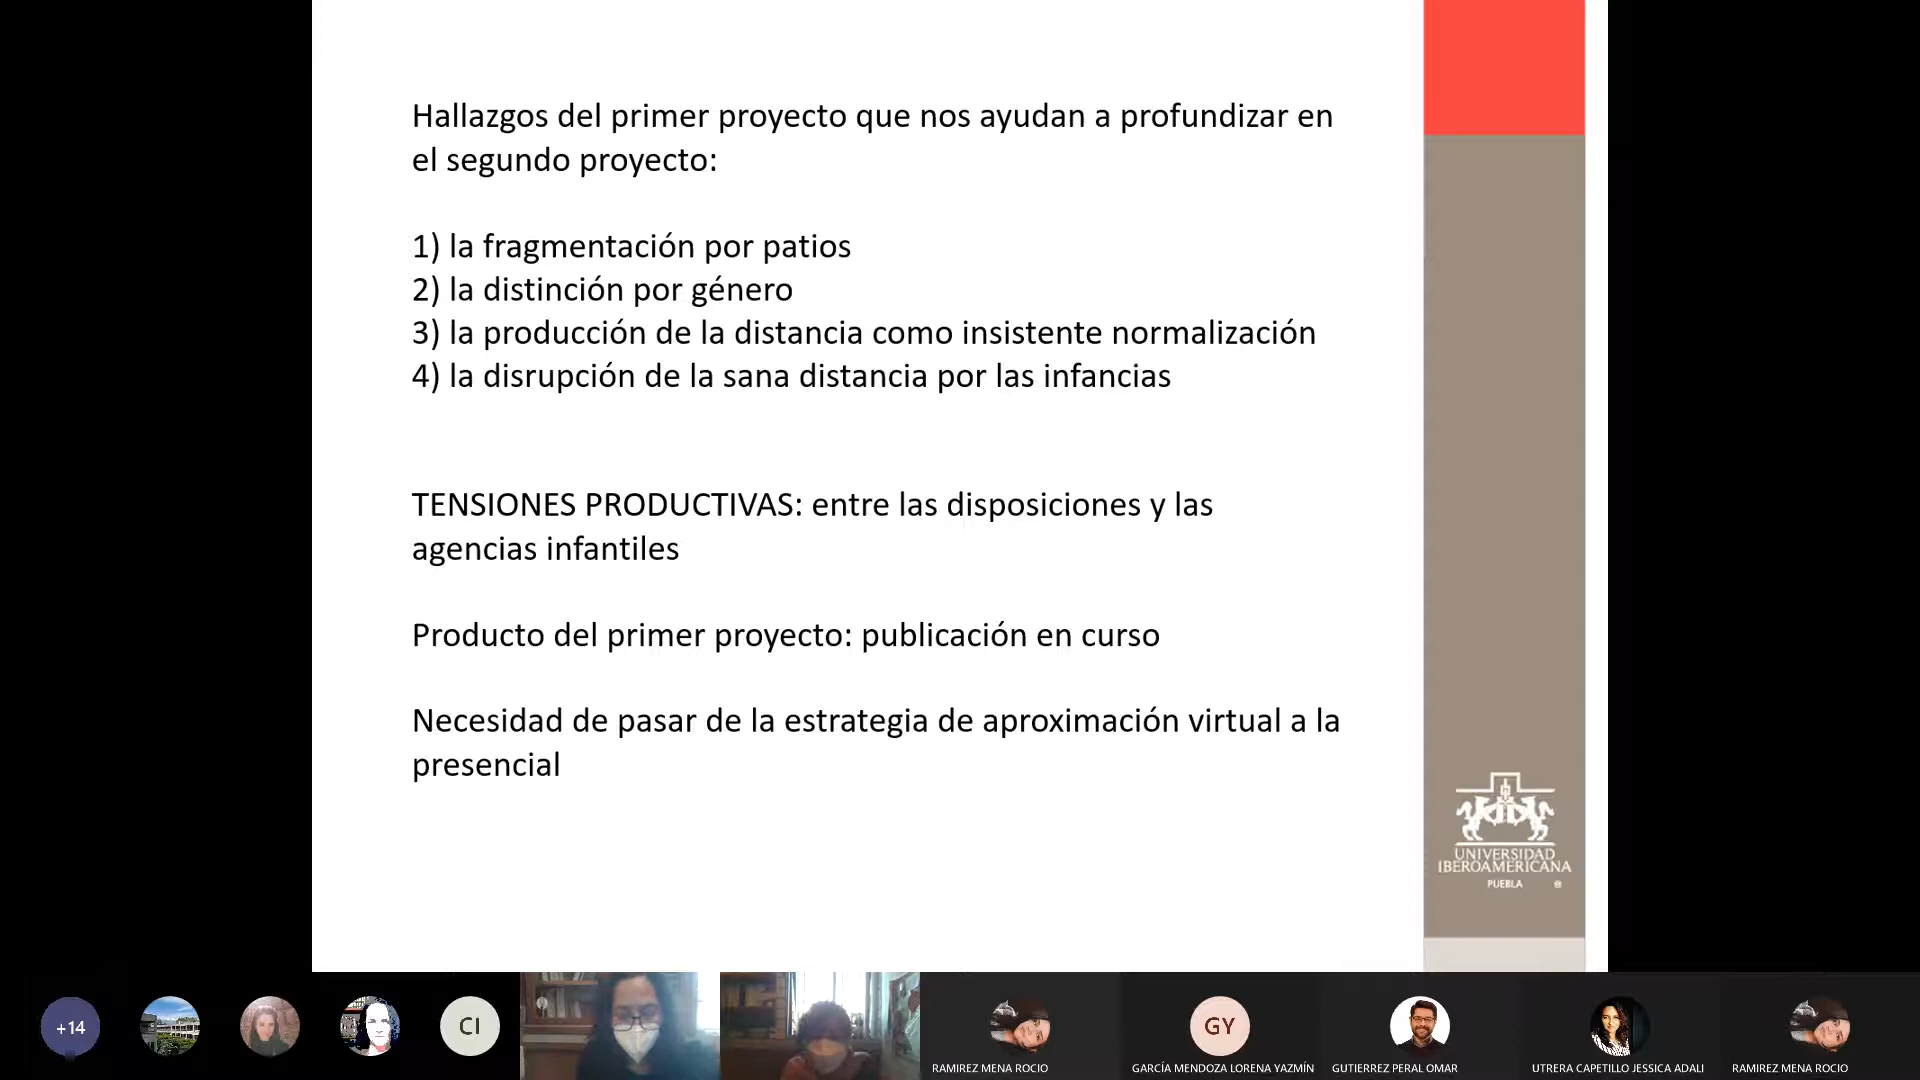 Hallazgos del primer proyecto que nos ayudan a profundizar en
el segundo proyecto:
1) la fragmentación por patios
2) la distinción por género
3) la producción de la distancia como insistente normalización
4) la disrupción de la sana distancia por las infancias
TENSIONES PRODUCTIVAS: entre las disposiciones y las
agencias infantiles
Producto del primer proyecto: publicación en curso
Necesidad de pasar de la estrategia de aproximación virtual a la
presencial
UNIVERSIDAD
IBEROAMERICANA
PUEBLA ®
+14
CI
GY
RAMIREZ MENA ROCIO
GARCÍA MENDOZA LORENA YAZMÍN
GUTIERREZ PERAL OMAR
UTRERA CAPETILLO JESSICA ADALI
RAMIREZ MENA ROCIO